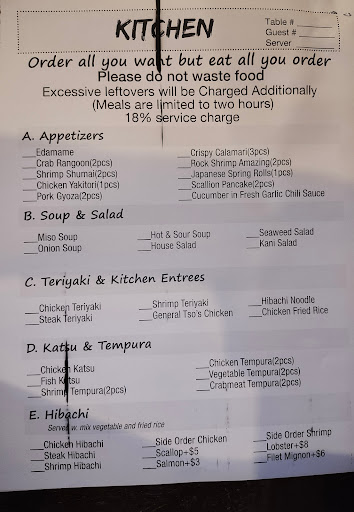 KITCHEN
Table #
Guest #
Server
Order all you want but eat all you order
Please do not waste food
Excessive leftovers will be Charged Additionally
(Meals are limited to two hours)
18% service charge
A. Appetizers
Edamame
Crab Rangoon(2pcs)
Shrimp Shumai(2pcs)
Chicken Yakitori(1pcs)
Pork Gyoza(2pcs)
Crispy Calamari(3pcs)
Rock Shrimp Amazing(2pcs)
Japanese Spring Rolls(1pcs)
Scallion Pancake(2pcs)
Cucumber in Fresh Garlic Chili Sauce
B. Soup & Salad
Miso Soup
Onion Soup
Hot & Sour Soup
House Salad
Seaweed Salad
Kani Salad
C. Teriyaki & Kitchen Entrees
Chicken Teriyaki
Steak Teriyaki
Shrimp Teriyaki
General Tso's Chicken
Hibachi Noodle
Chicken Fried Rice
D. Katsu & Tempura
Chicken Katsu
Fish Katsu
Shrimp Tempura(2pcs)
Chicken Tempura(2pcs)
Vegetable Tempura(2pcs)
Crabmeat Tempura(2pcs)
E. Hibachi
Served w. mix vegetable and fried rice
Chicken Hibachi
Steak Hibachi
Shrimp Hibachi
Side Order Chicken
Scallop+$5
Salmon+$3
Side Order Shrimp
Lobster+$8
Filet Mignon+$6